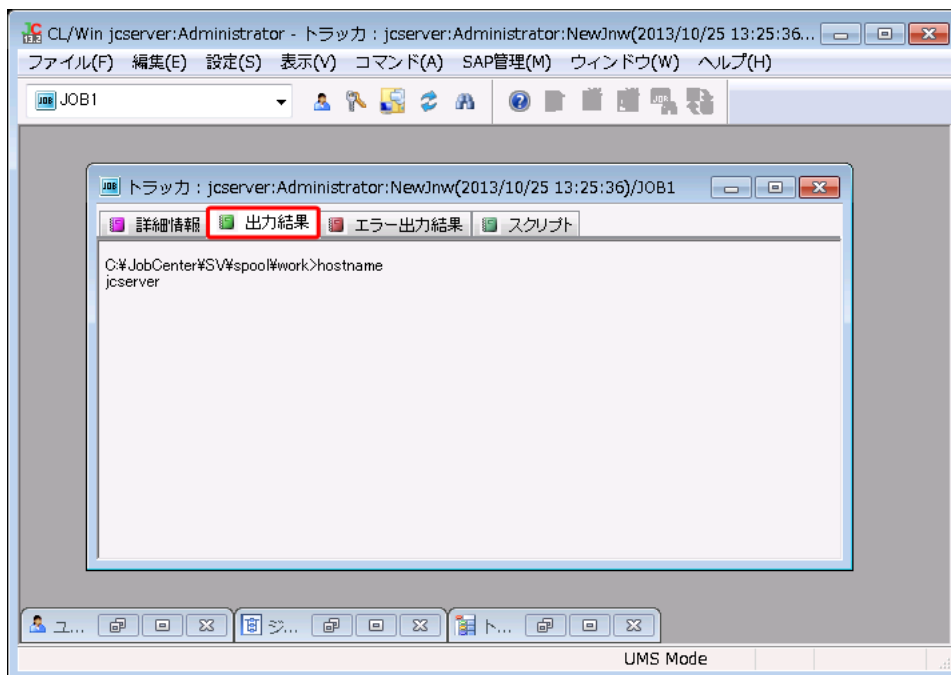 CL/Win jcserver:Administrator - トラッカ : jcserver:Administrator:NewJnw(2013/10/25 13:25:36...
ファイル(F) 編集(E) 設定(S) 表示(V) コマンド(A) SAP管理(M) ウィンドウ(W) ヘルプ(H)
JOB1
トラッカ : jcserver:Administrator:NewJnw(2013/10/25 13:25:36)/JOB1
詳細情報 出力結果 エラー出力結果 スクリプト
C:¥JobCenter¥SV¥spool¥work>hostname
jcserver
ユ... ジ... ト...
UMS Mode